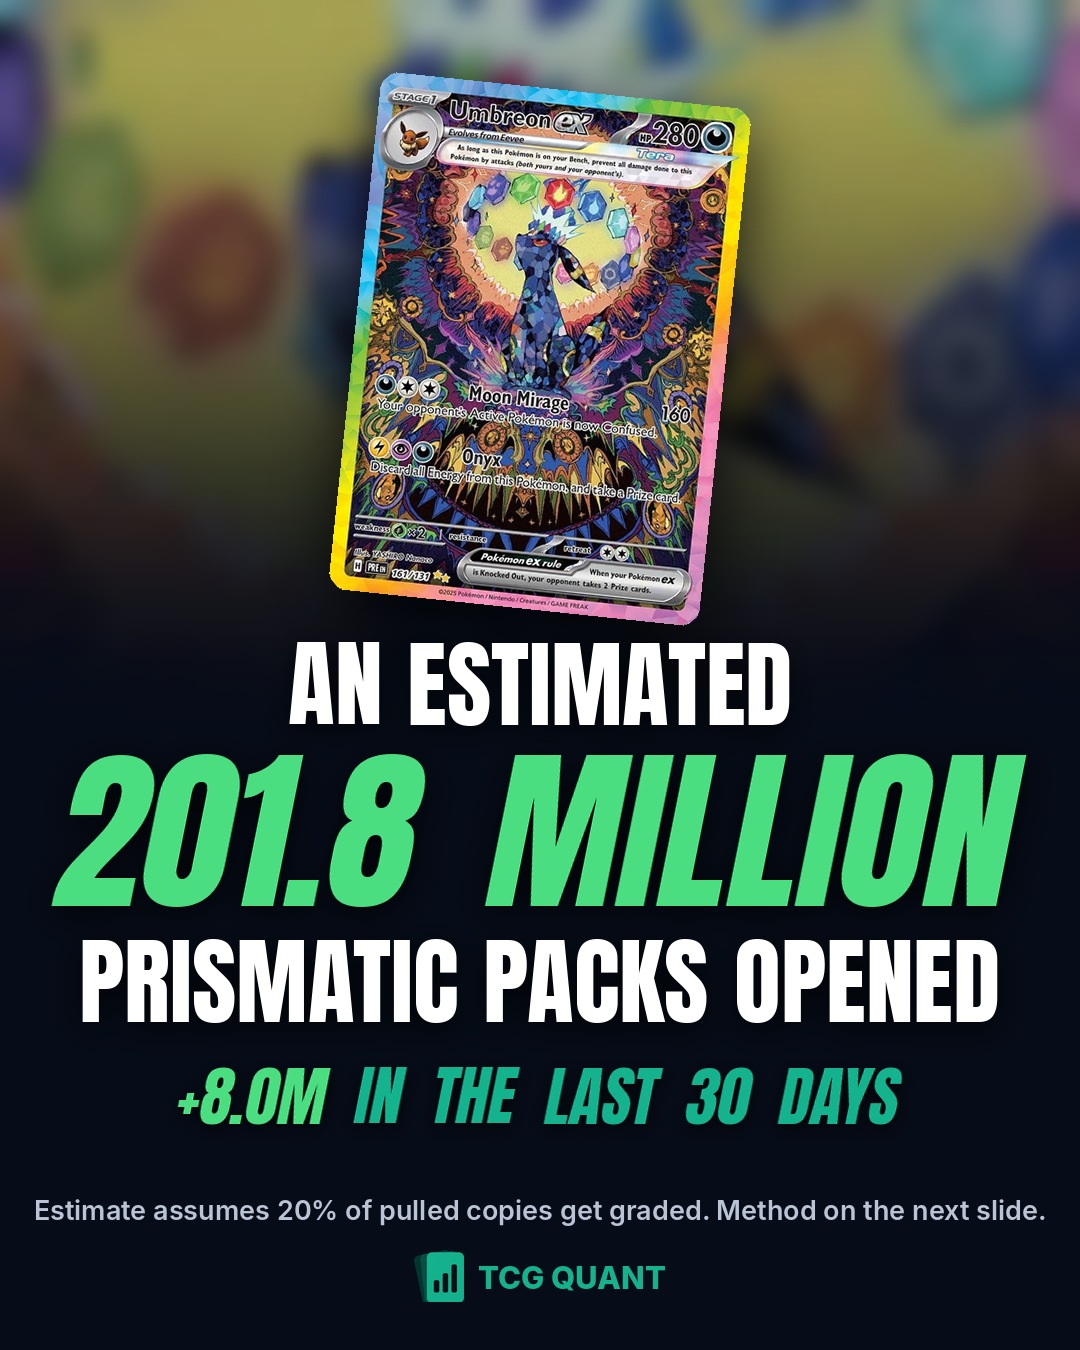 STAGE 1
Umbreon ex
HP 280
Evolves from Eevee
Tera
As long as this Pokémon is on your Bench, prevent all damage done to this
Pokémon by attacks (both yours and your opponent's).
Moon Mirage 160
Your opponent's Active Pokémon is now Confused.
Onyx
Discard all Energy from this Pokémon, and take a Prize card.
weakness ×2 resistance retreat
Illus. YASHIRO Nanaco
Pokémon ex rule
When your Pokémon ex
is Knocked Out, your opponent takes 2 Prize cards.
H PRE EN 161/131
©2025 Pokémon / Nintendo / Creatures / GAME FREAK
AN ESTIMATED
201.8 MILLION
PRISMATIC PACKS OPENED
+8.0M IN THE LAST 30 DAYS
Estimate assumes 20% of pulled copies get graded. Method on the next slide.
TCG QUANT